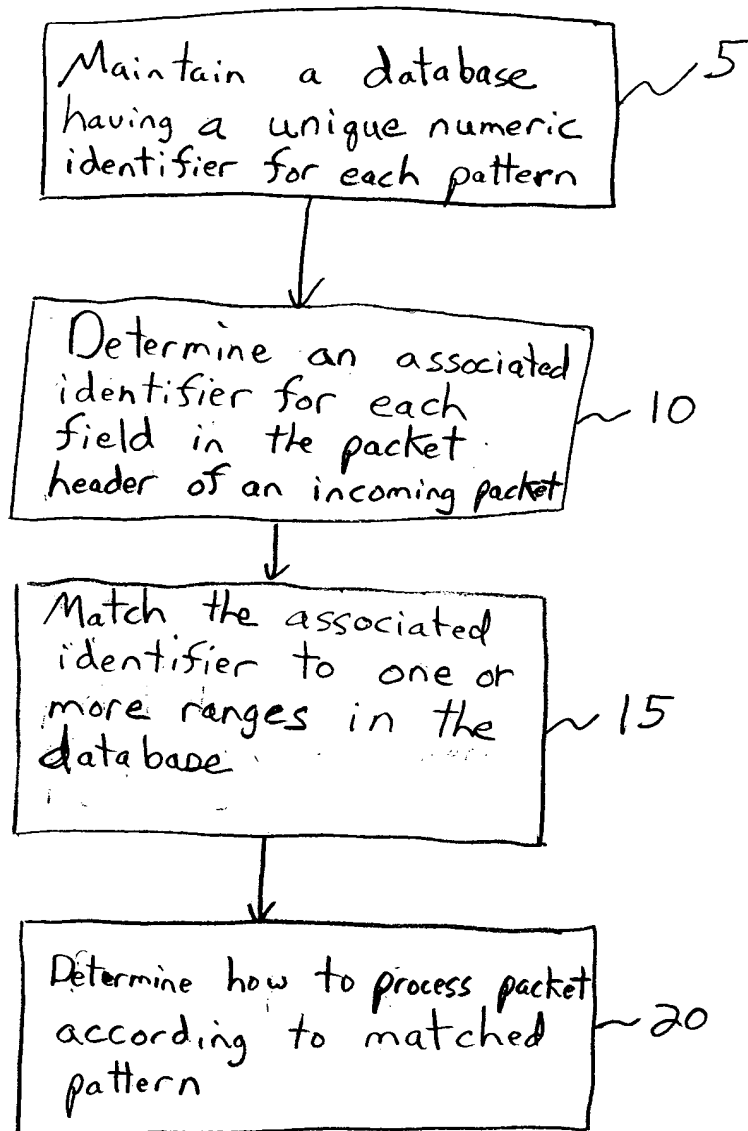 Maintain a database
having a unique numeric
identifier for each pattern
5
Determine an associated
identifier for each
field in the packet
header of an incoming packet
10
Match the associated
identifier to one or
more ranges in the
database
15
Determine how to process packet
according to matched
pattern
20